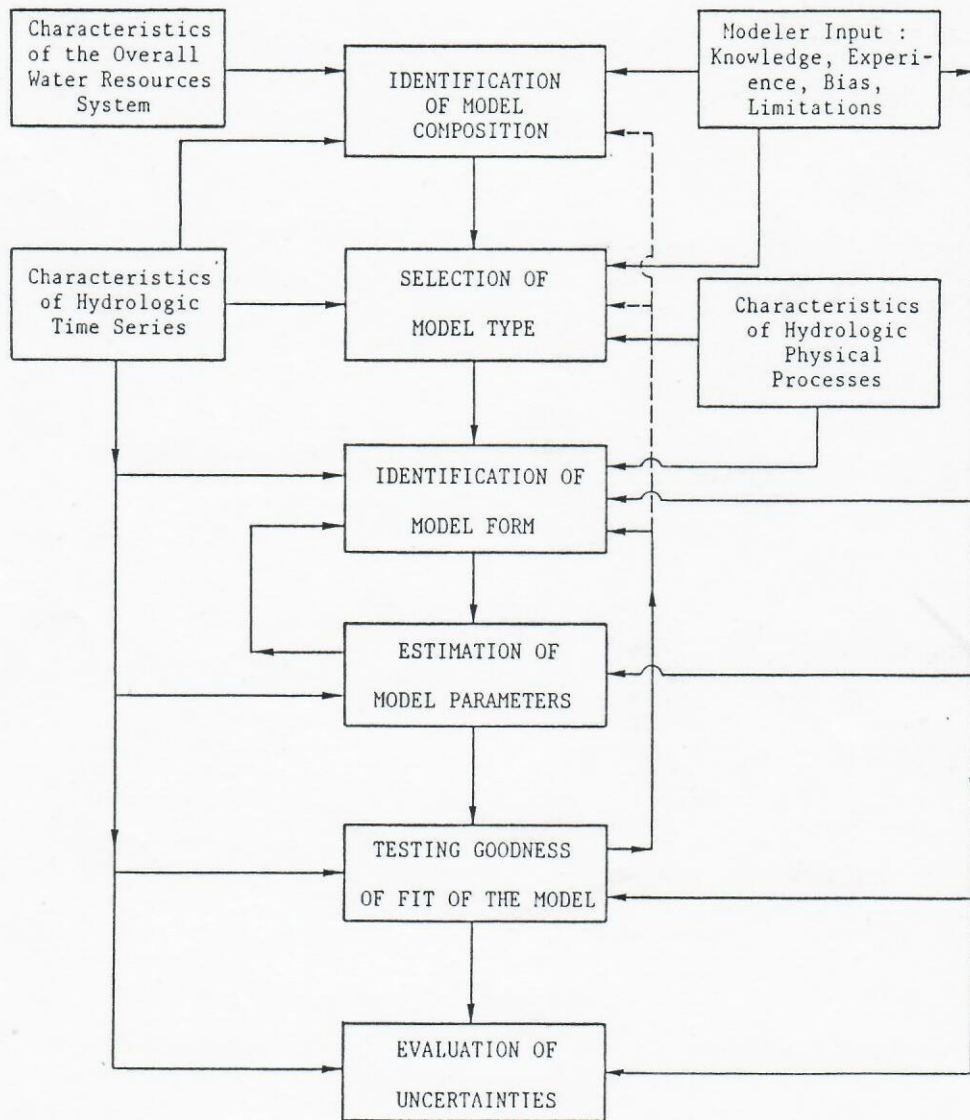 Characteristics
of the Overall
Water Resources
System
Modeler Input :
Knowledge, Experi-
ence, Bias,
Limitations
IDENTIFICATION
OF MODEL
COMPOSITION
Characteristics
of Hydrologic
Time Series
SELECTION OF
MODEL TYPE
Characteristics
of Hydrologic
Physical
Processes
IDENTIFICATION OF
MODEL FORM
ESTIMATION OF
MODEL PARAMETERS
TESTING GOODNESS
OF FIT OF THE MODEL
EVALUATION OF
UNCERTAINTIES